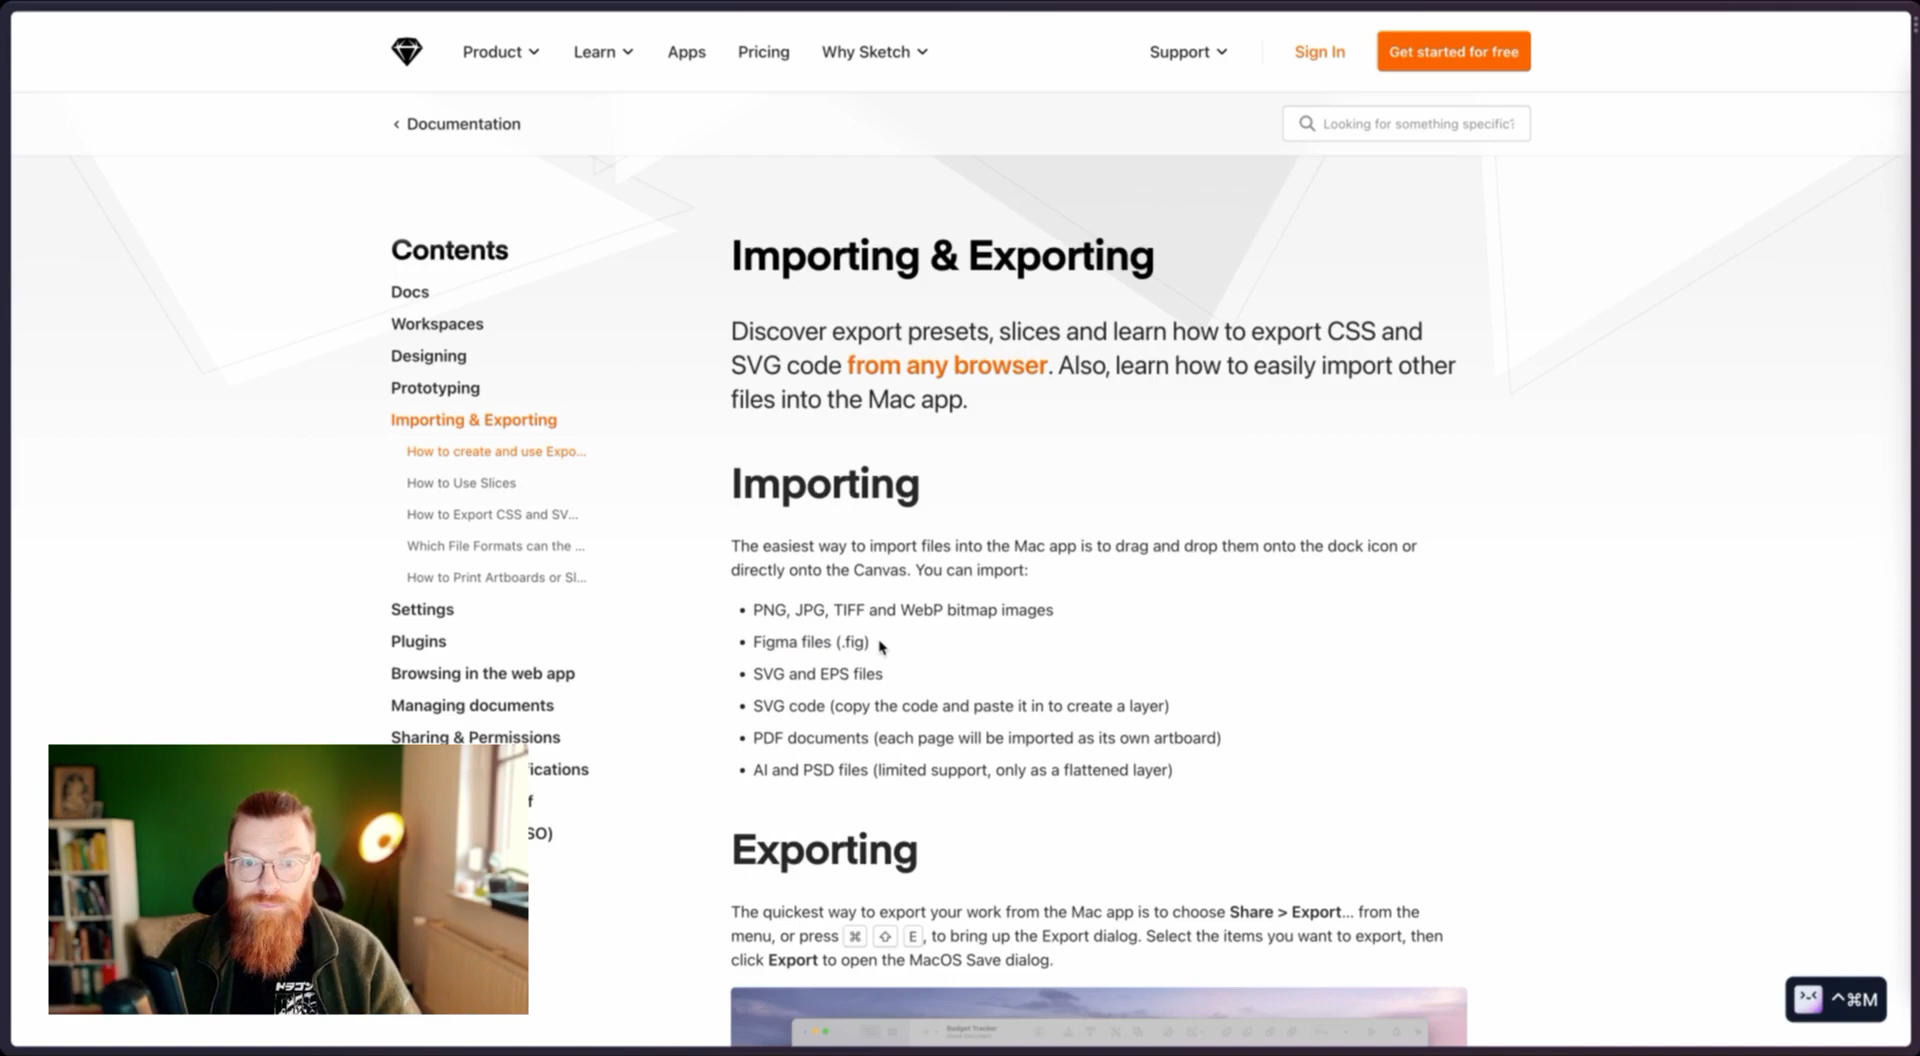 Product
Learn
Apps
Pricing
Why Sketch
Support
Sign In
Get started for free
‹ Documentation
Looking for something specific?
Contents
Docs
Workspaces
Designing
Prototyping
Importing & Exporting
How to create and use Expo...
How to Use Slices
How to Export CSS and SV...
Which File Formats can the ...
How to Print Artboards or Sl...
Settings
Plugins
Browsing in the web app
Managing documents
Sharing & Permissions
ifications
f
SO)
Importing & Exporting
Discover export presets, slices and learn how to export CSS and
SVG code from any browser. Also, learn how to easily import other
files into the Mac app.
Importing
The easiest way to import files into the Mac app is to drag and drop them onto the dock icon or
directly onto the Canvas. You can import:
• PNG, JPG, TIFF and WebP bitmap images
• Figma files (.fig)
• SVG and EPS files
• SVG code (copy the code and paste it in to create a layer)
• PDF documents (each page will be imported as its own artboard)
• AI and PSD files (limited support, only as a flattened layer)
Exporting
The quickest way to export your work from the Mac app is to choose Share > Export... from the
menu, or press ⌘ ⇧ E, to bring up the Export dialog. Select the items you want to export, then
click Export to open the MacOS Save dialog.
Budget Tracker
ドラゴン
^⌘M